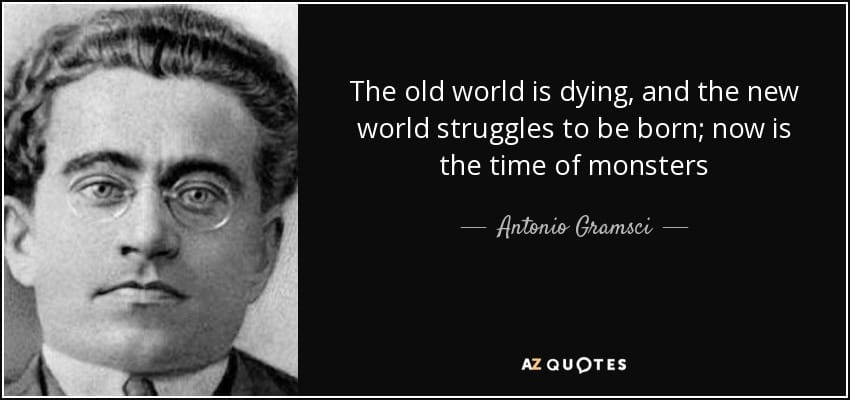 The old world is dying, and the new
world struggles to be born; now is
the time of monsters
Antonio Gramsci
AZ QUOTES